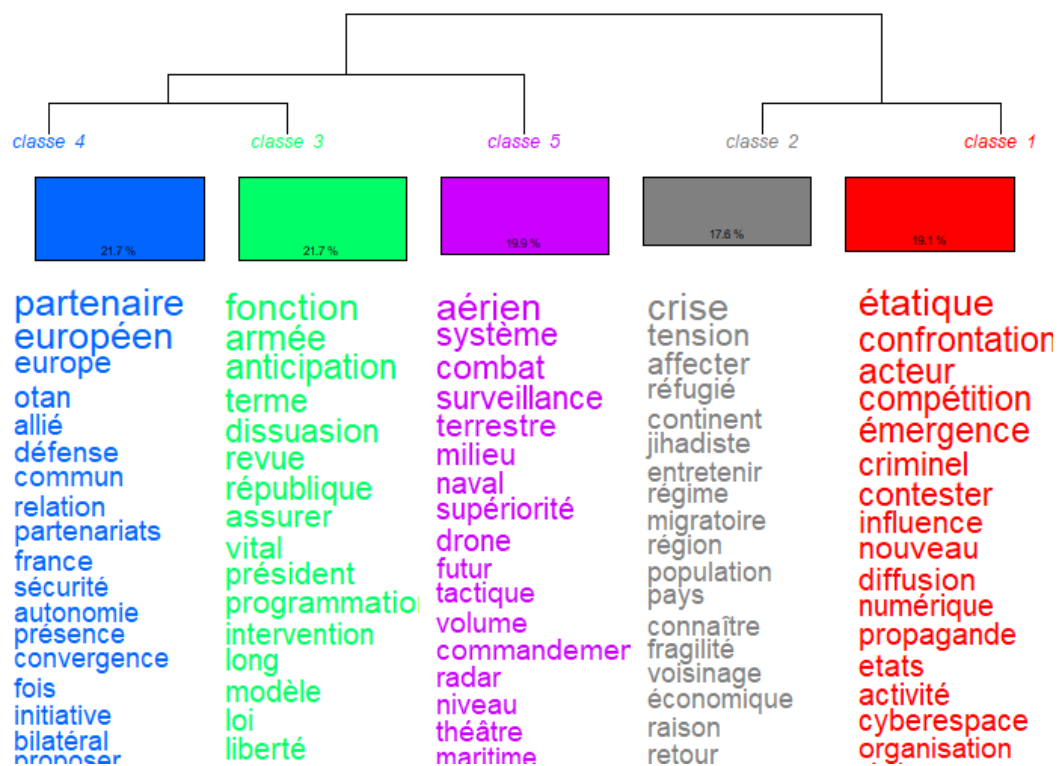 classe 4
classe 3
classe 5
classe 2
classe 1
21.7 %
21.7 %
19.9 %
17.6 %
19.1 %
partenaire
européen
europe
otan
allié
défense
commun
relation
partenariats
france
sécurité
autonomie
présence
convergence
fois
initiative
bilatéral
proposer
fonction
armée
anticipation
terme
dissuasion
revue
république
assurer
vital
président
programmatio
intervention
long
modèle
loi
liberté
aérien
système
combat
surveillance
terrestre
milieu
naval
supériorité
drone
futur
tactique
volume
commandemer
radar
niveau
théâtre
maritime
crise
tension
affecter
réfugié
continent
jihadiste
entretenir
régime
migratoire
région
population
pays
connaître
fragilité
voisinage
économique
raison
retour
étatique
confrontation
acteur
compétition
émergence
criminel
contester
influence
nouveau
diffusion
numérique
propagande
etats
activité
cyberespace
organisation